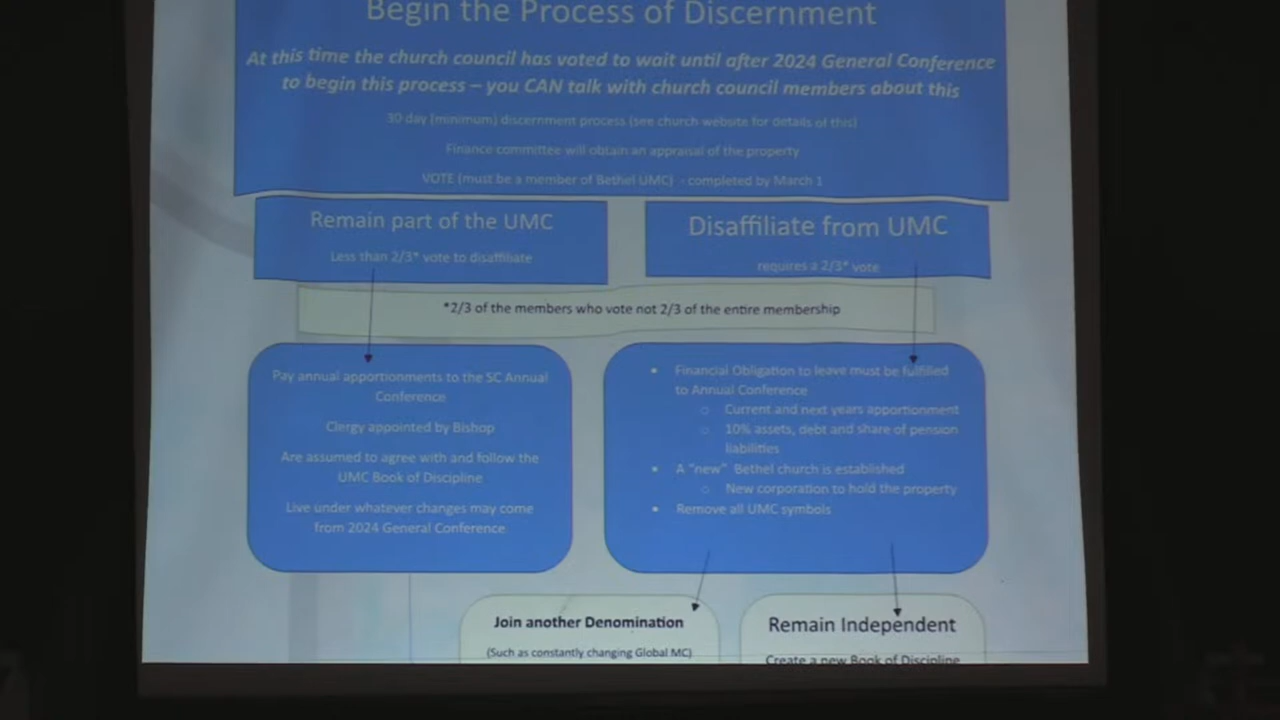 Begin the Process of Discernment
At this time the church council has voted to wait until after 2024 General Conference
to begin this process – you CAN talk with church council members about this
30 day (minimum) discernment process (see church website for details of this)
Finance committee will obtain an appraisal of the property
VOTE (must be a member of Bethel UMC) - completed by March 1
Remain part of the UMC
Less than 2/3* vote to disaffiliate
Disaffiliate from UMC
requires a 2/3* vote
*2/3 of the members who vote not 2/3 of the entire membership
Pay annual apportionments to the SC Annual
Conference
Clergy appointed by Bishop
Are assumed to agree with and follow the
UMC Book of Discipline
Live under whatever changes may come
from 2024 General Conference
• Financial Obligation to leave must be fulfilled
to Annual Conference
○ Current and next years apportionment
○ 10% assets, debt and share of pension
liabilities
• A "new" Bethel church is established
○ New corporation to hold the property
• Remove all UMC symbols
Join another Denomination
(Such as constantly changing Global MC)
Remain Independent
Create a new Book of Discipline